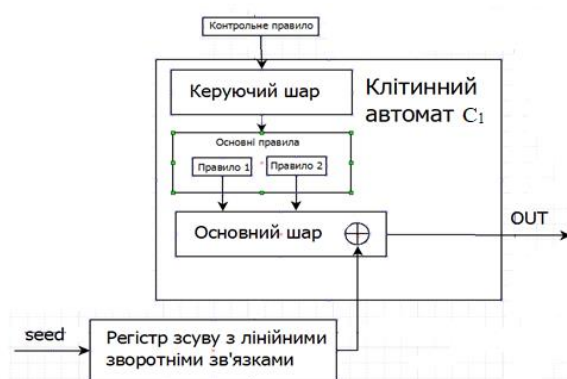 Контрольне правило
Керуючий шар
Клітинний
автомат C1
Основні правила
Правило 1
Правило 2
Основний шар
OUT
seed
Регістр зсуву з лінійними
зворотніми зв'язками